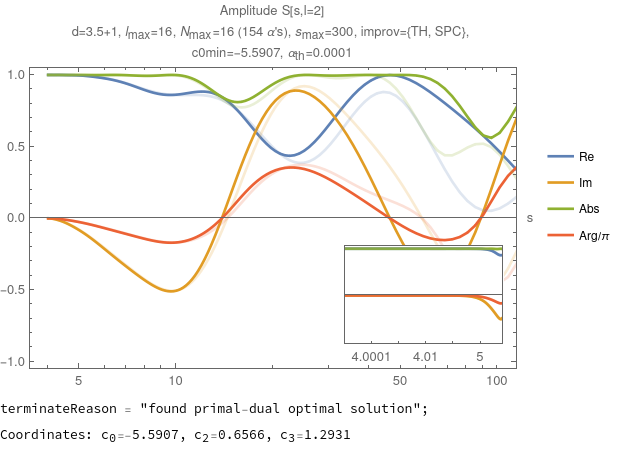 Amplitude S[s,l=2]
d=3.5+1, lmax=16, Nmax=16 (154 α's), smax=300, improv={TH, SPC},
c0min=-5.5907, αth=0.0001
1.0
0.5
0.0
-0.5
-1.0
s
Re
Im
Abs
Arg/π
4.0001 4.01 5
5 10 50 100
terminateReason = "found primal-dual optimal solution";
Coordinates: c0=-5.5907, c2=0.6566, c3=1.2931